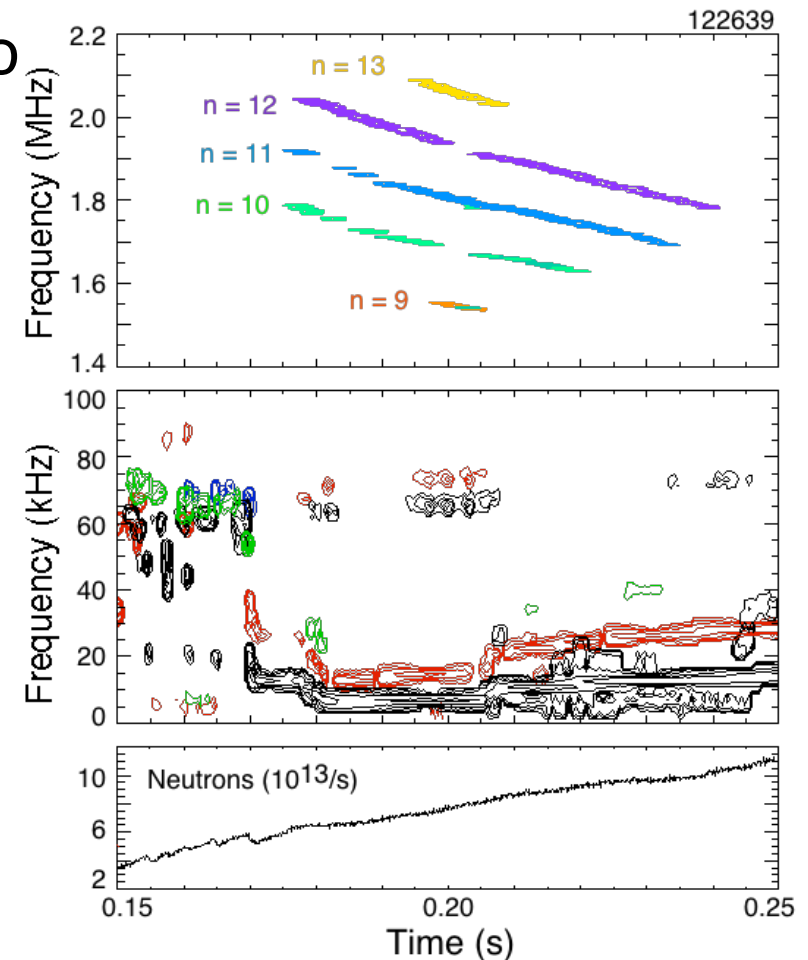 122639
b
2.2
2.0
1.8
1.6
1.4
Frequency (MHz)
n = 13
n = 12
n = 11
n = 10
n = 9
100
80
60
40
20
0
Frequency (kHz)
Neutrons (10¹³/s)
10
6
2
0.15
0.20
0.25
Time (s)